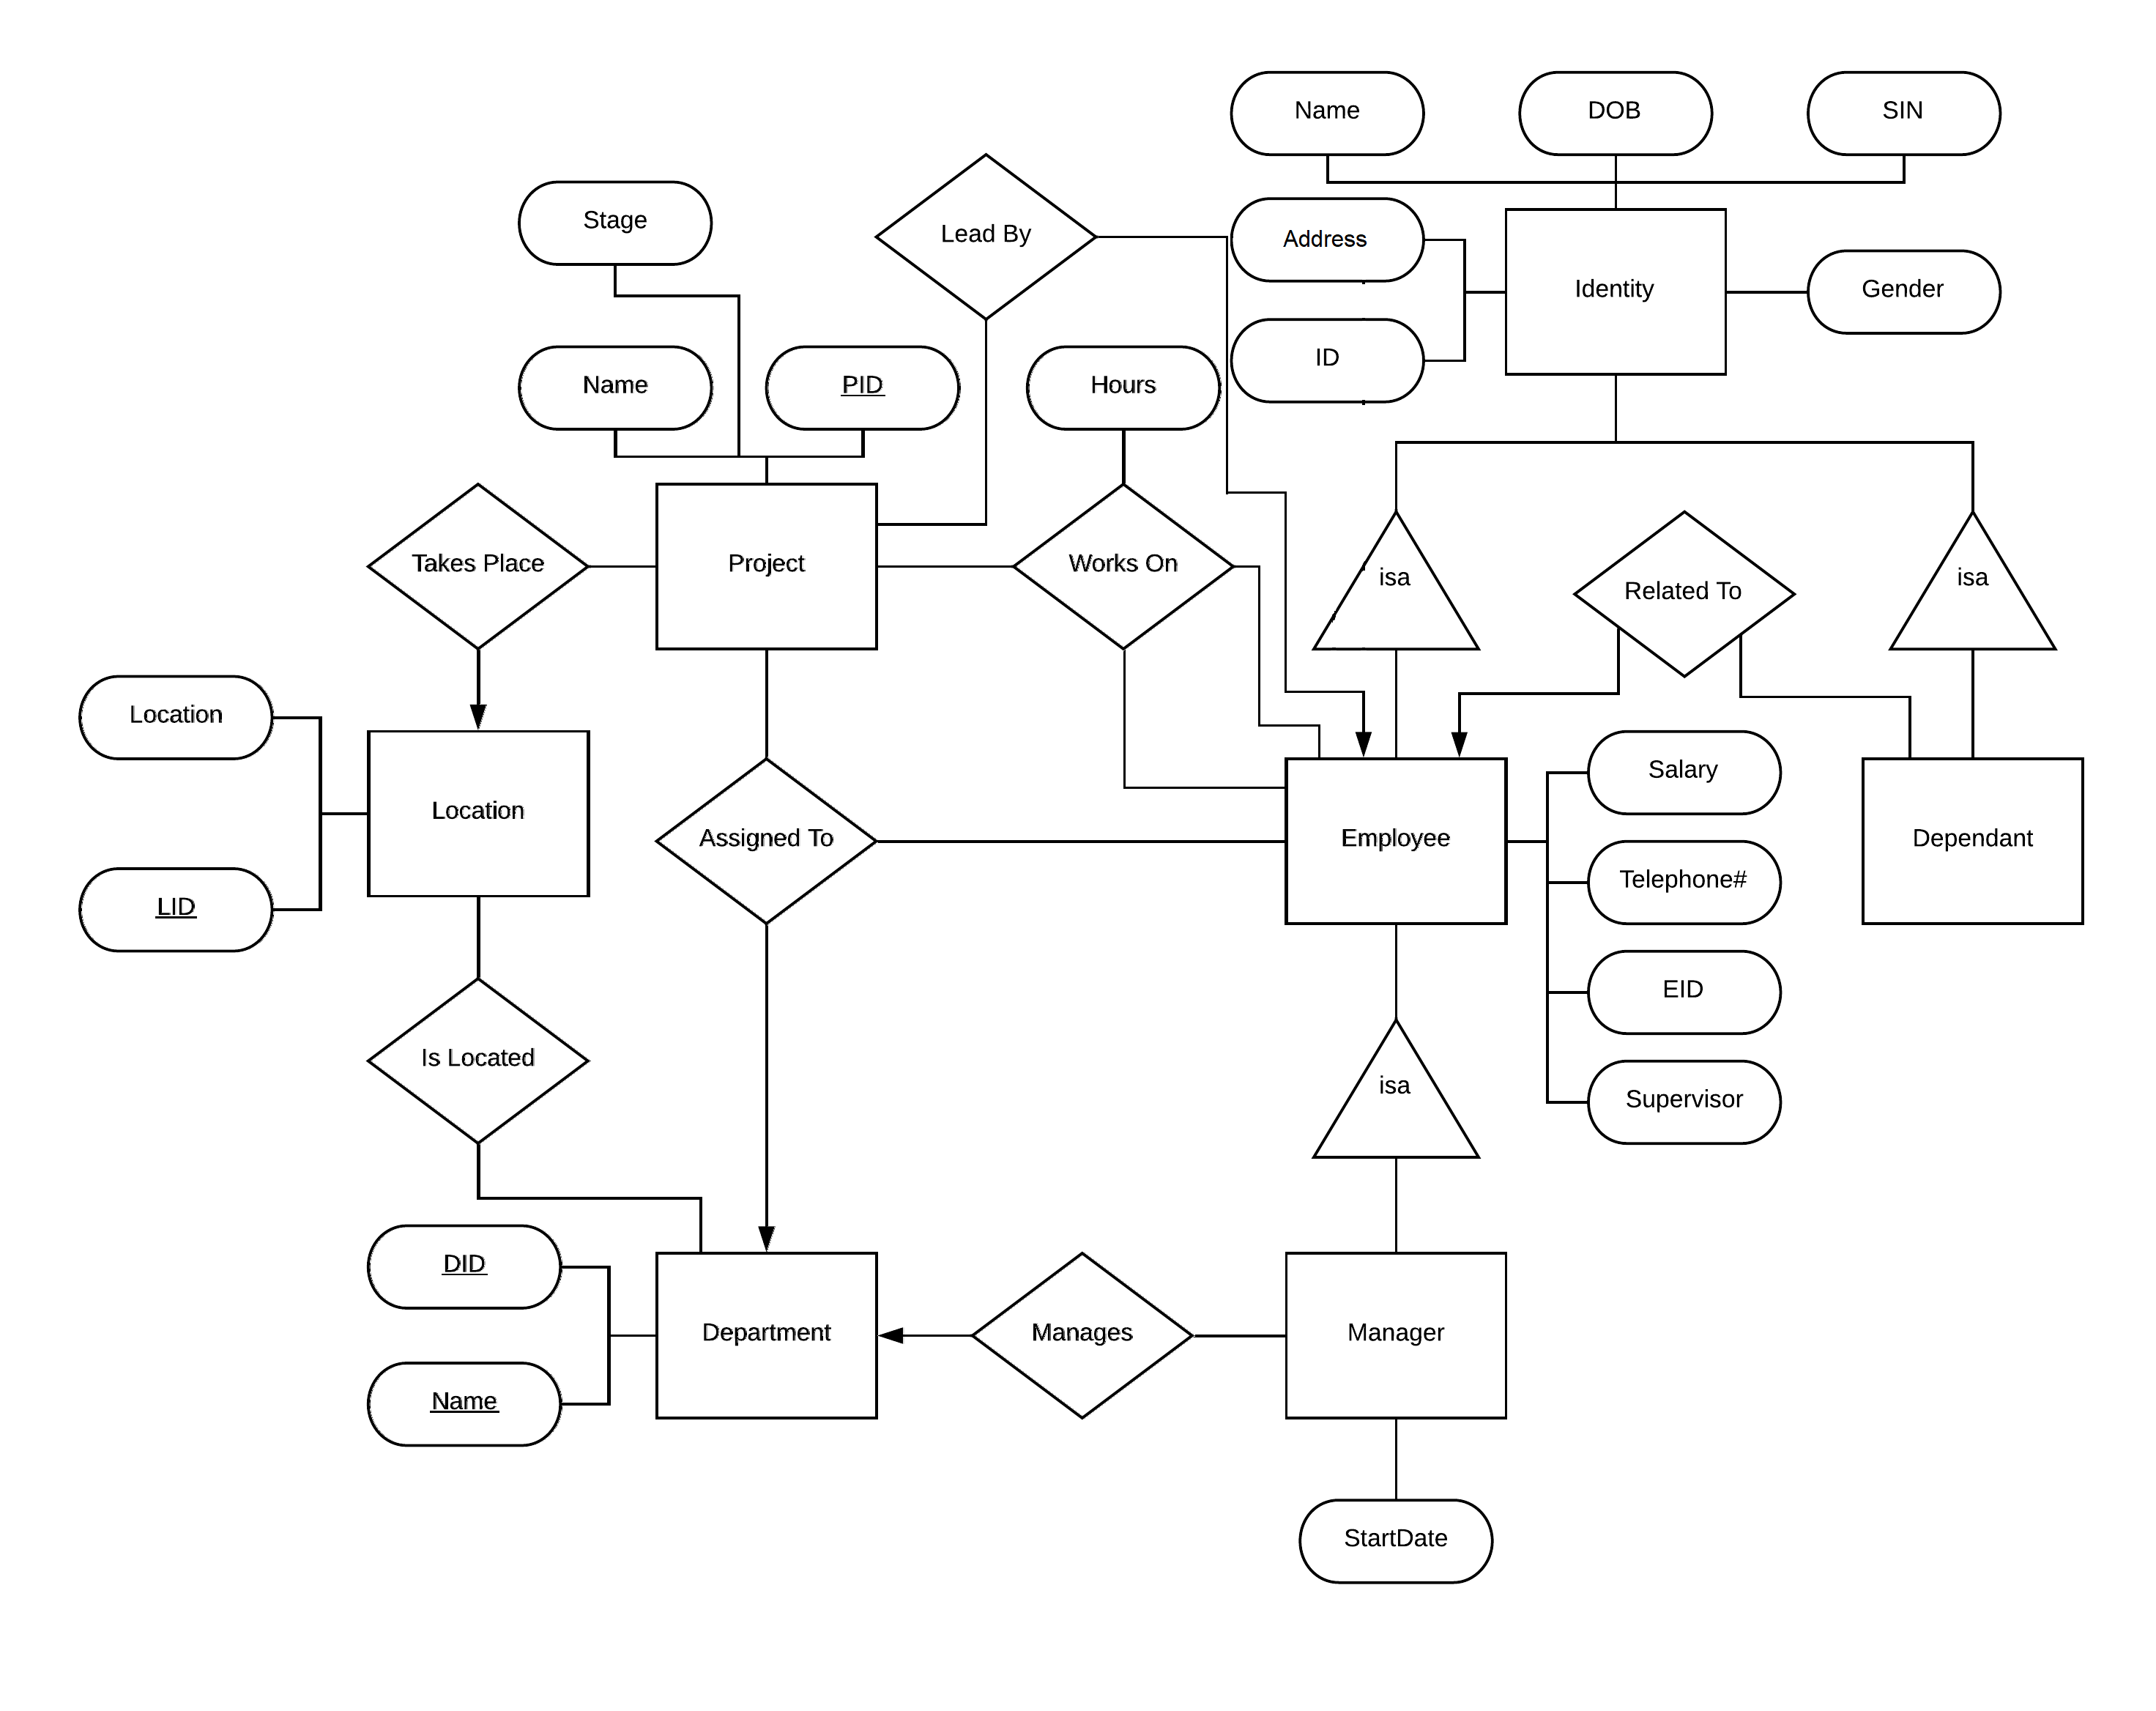 Name
DOB
SIN
Stage
Lead By
Address
Identity
Gender
Name
PID
Hours
ID
Takes Place
Project
Works On
isa
Related To
isa
Location
Salary
Location
Assigned To
Employee
Telephone#
Dependant
LID
EID
Is Located
isa
Supervisor
DID
Department
Manages
Manager
Name
StartDate